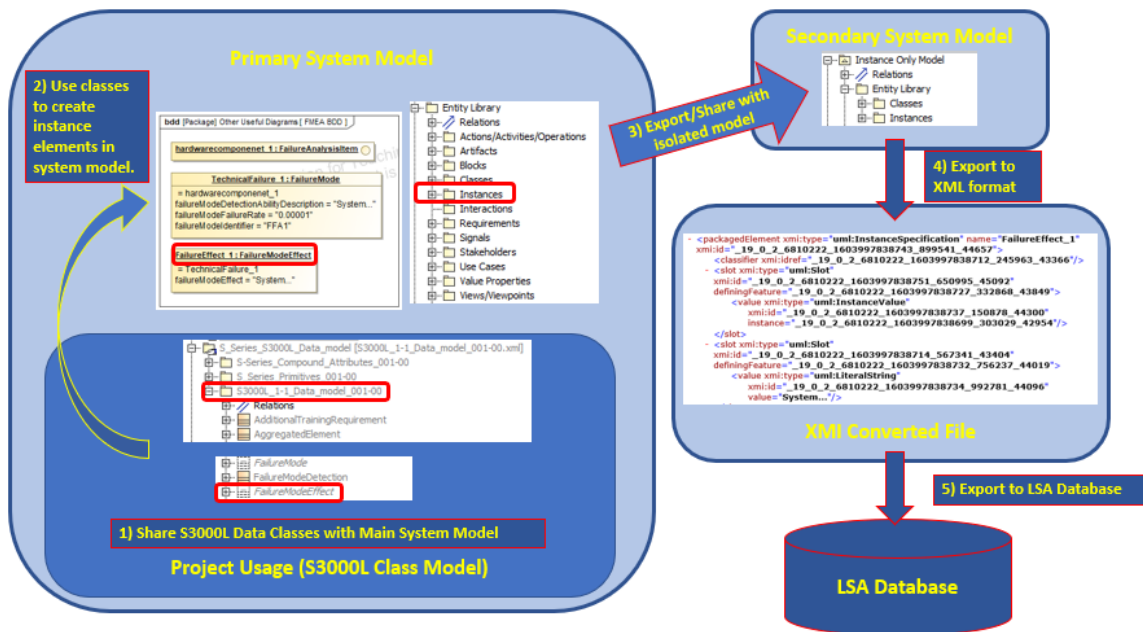 Primary System Model
2) Use classes
to create
instance
elements in
system model.
bdd [Package] Other Useful Diagrams [ FMEA BDD ]
hardwarecomponenet_1 : FailureAnalysisItem
TechnicalFailure_1 : FailureMode
= hardwarecomponenet_1
failureModeDetectionAbilityDescription = "System..."
failureModeFailureRate = "0.00001"
failureModeIdentifier = "FFA1"
FailureEffect_1 : FailureModeEffect
= TechnicalFailure_1
failureModeEffect = "System..."
Entity Library
Relations
Actions/Activities/Operations
Artifacts
Blocks
Classes
Instances
Interactions
Requirements
Signals
Stakeholders
Use Cases
Value Properties
Views/Viewpoints
S_Series_S3000L_Data_model [S3000L_1-1_Data_model_001-00.xml]
S-Series_Compound_Attributes_001-00
S_Series_Primitives_001-00
S3000L_1-1_Data_model_001-00
Relations
AdditionalTrainingRequirement
AggregatedElement
FailureMode
FailureModeDetection
FailureModeEffect
1) Share S3000L Data Classes with Main System Model
Project Usage (S3000L Class Model)
3) Export/Share with
isolated model
Secondary System Model
Instance Only Model
Relations
Entity Library
Classes
Instances
4) Export to
XML format
- <packagedElement xmi:type="uml:InstanceSpecification" name="FailureEffect_1"
xmi:id="_19_0_2_6810222_1603997838743_899541_44657">
<classifier xmi:idref="_19_0_2_6810222_1603997838712_245963_43366"/>
- <slot xmi:type="uml:Slot"
xmi:id="_19_0_2_6810222_1603997838751_650995_45092"
definingFeature="_19_0_2_6810222_1603997838727_332868_43849">
<value xmi:type="uml:InstanceValue"
xmi:id="_19_0_2_6810222_1603997838737_150878_44300"
instance="_19_0_2_6810222_1603997838699_303029_42954"/>
</slot>
- <slot xmi:type="uml:Slot"
xmi:id="_19_0_2_6810222_1603997838714_567341_43404"
definingFeature="_19_0_2_6810222_1603997838732_756237_44019">
<value xmi:type="uml:LiteralString"
xmi:id="_19_0_2_6810222_1603997838734_992781_44096"
value="System..."/>
XMI Converted File
5) Export to LSA Database
LSA Database